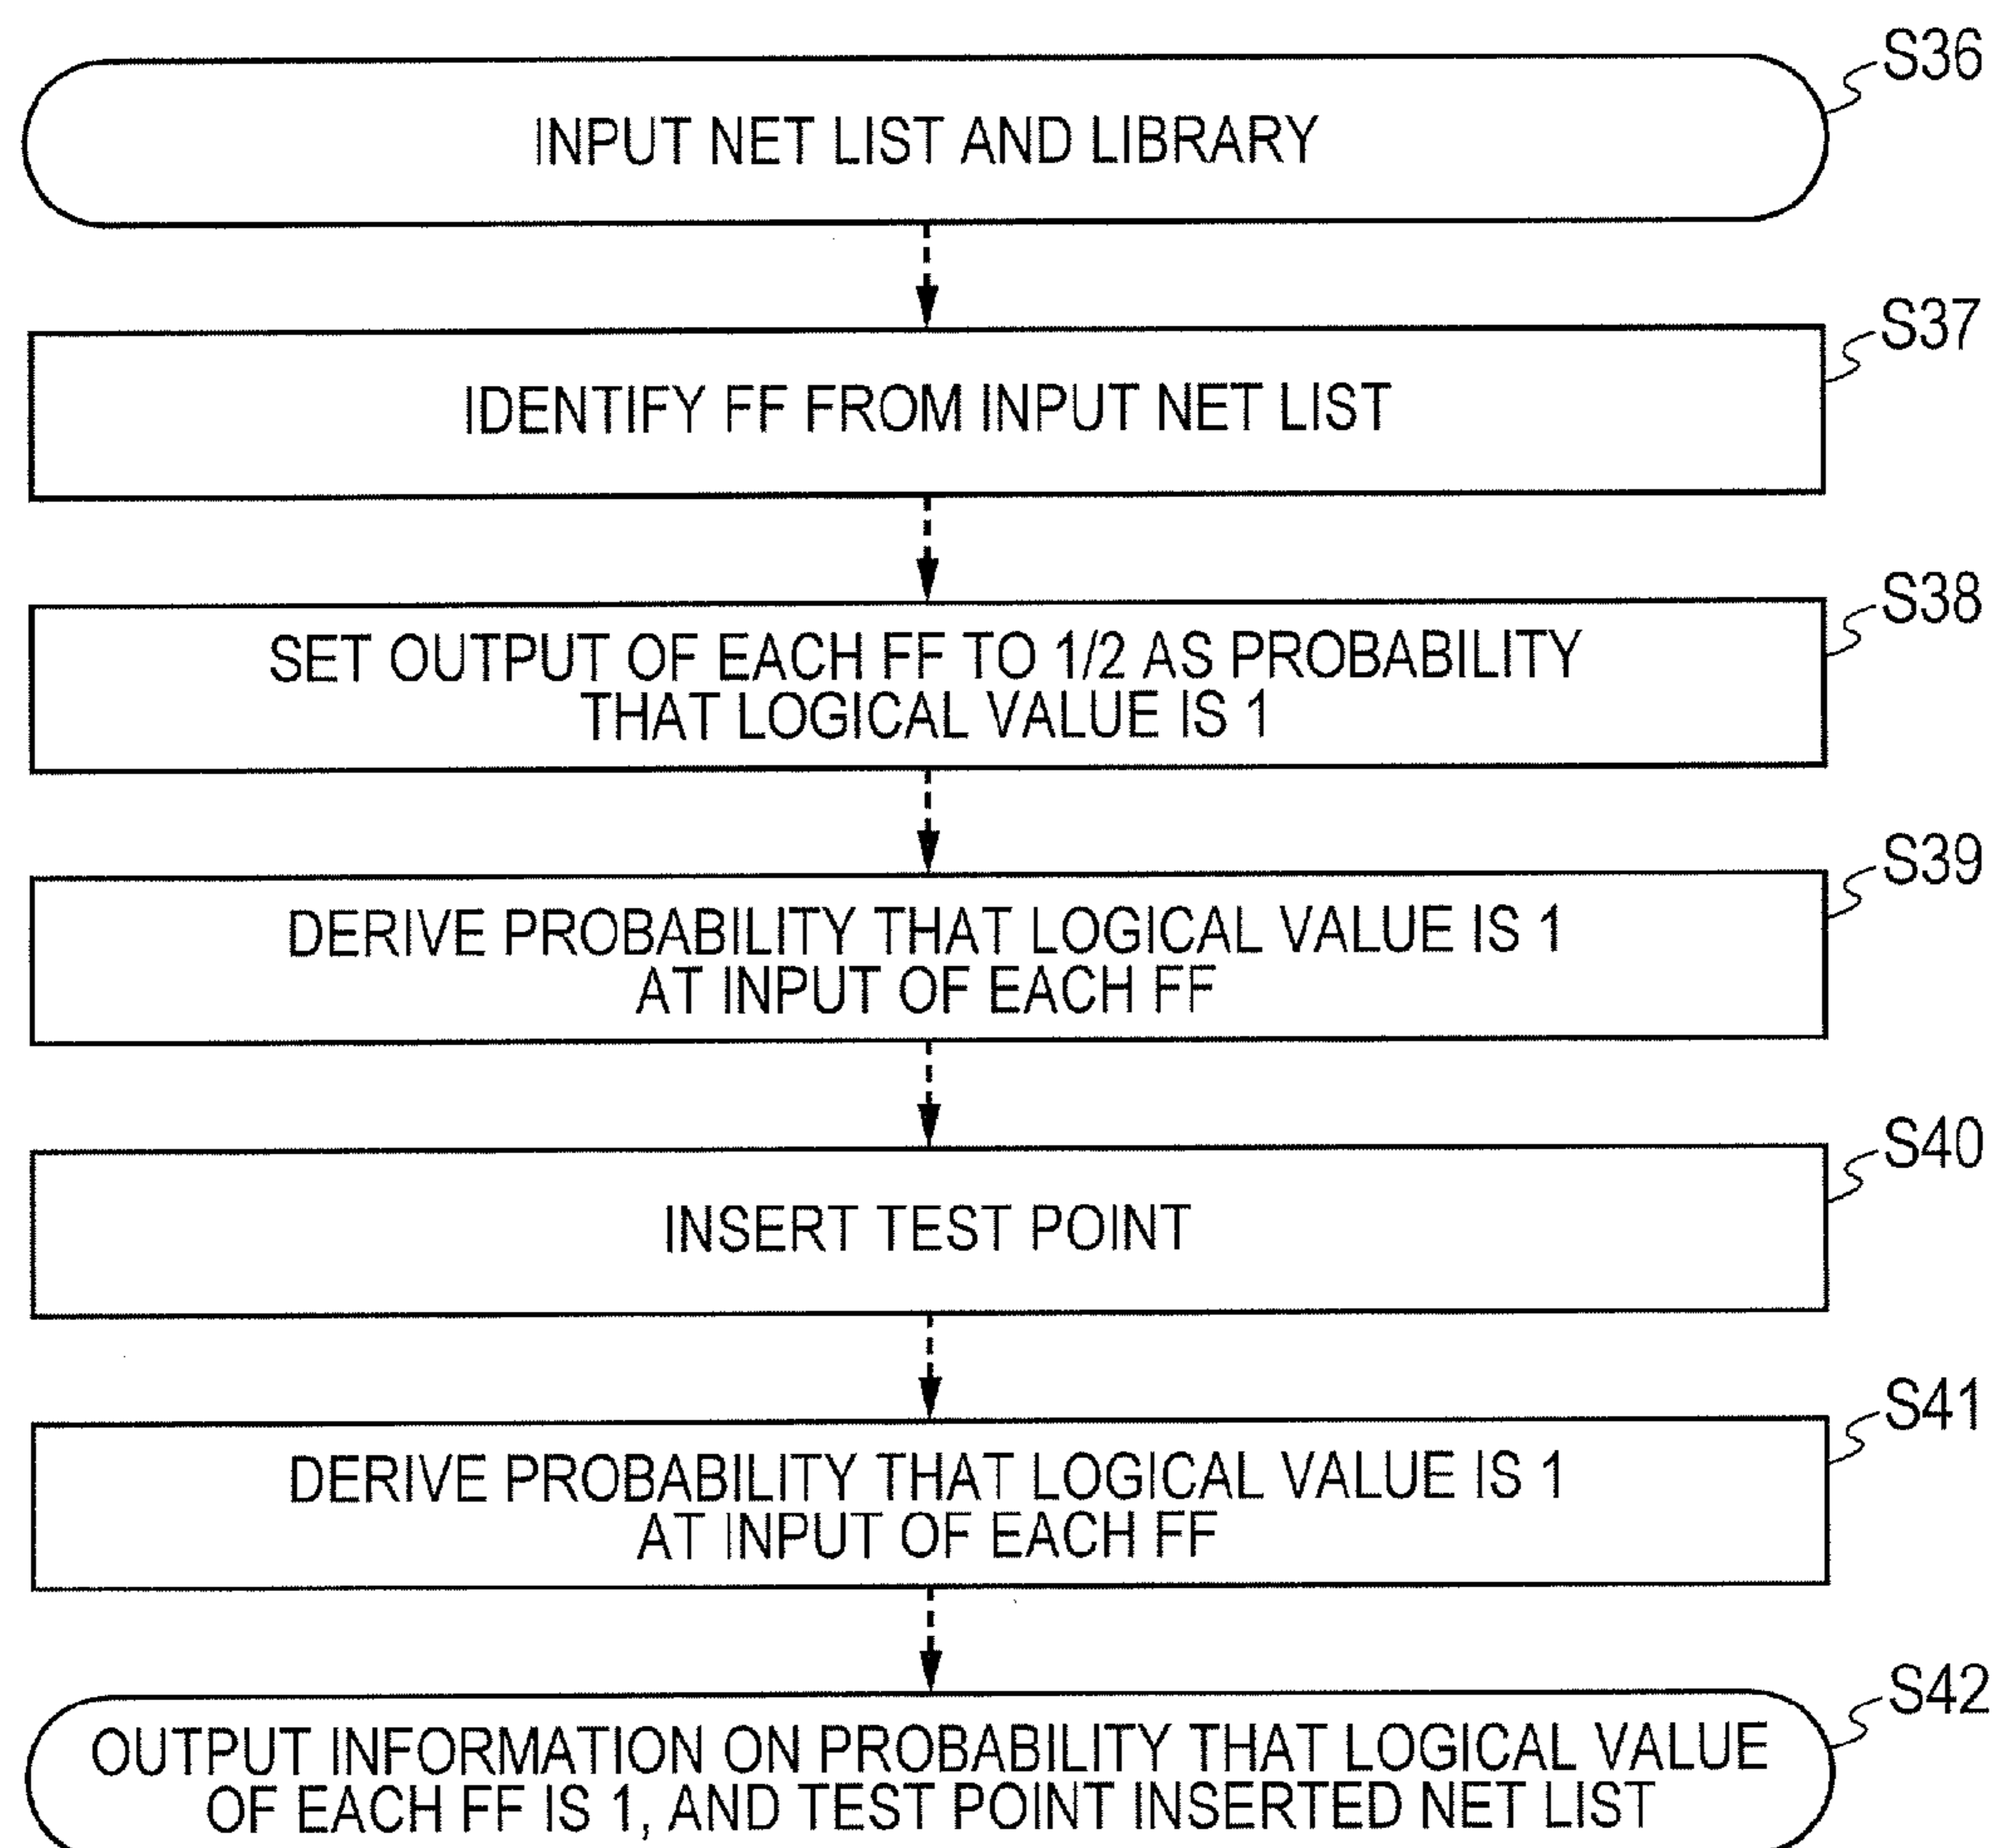 S36
INPUT NET LIST AND LIBRARY
S37
IDENTIFY FF FROM INPUT NET LIST
S38
SET OUTPUT OF EACH FF TO 1/2 AS PROBABILITY
THAT LOGICAL VALUE IS 1
S39
DERIVE PROBABILITY THAT LOGICAL VALUE IS 1
AT INPUT OF EACH FF
S40
INSERT TEST POINT
S41
DERIVE PROBABILITY THAT LOGICAL VALUE IS 1
AT INPUT OF EACH FF
S42
OUTPUT INFORMATION ON PROBABILITY THAT LOGICAL VALUE
OF EACH FF IS 1, AND TEST POINT INSERTED NET LIST